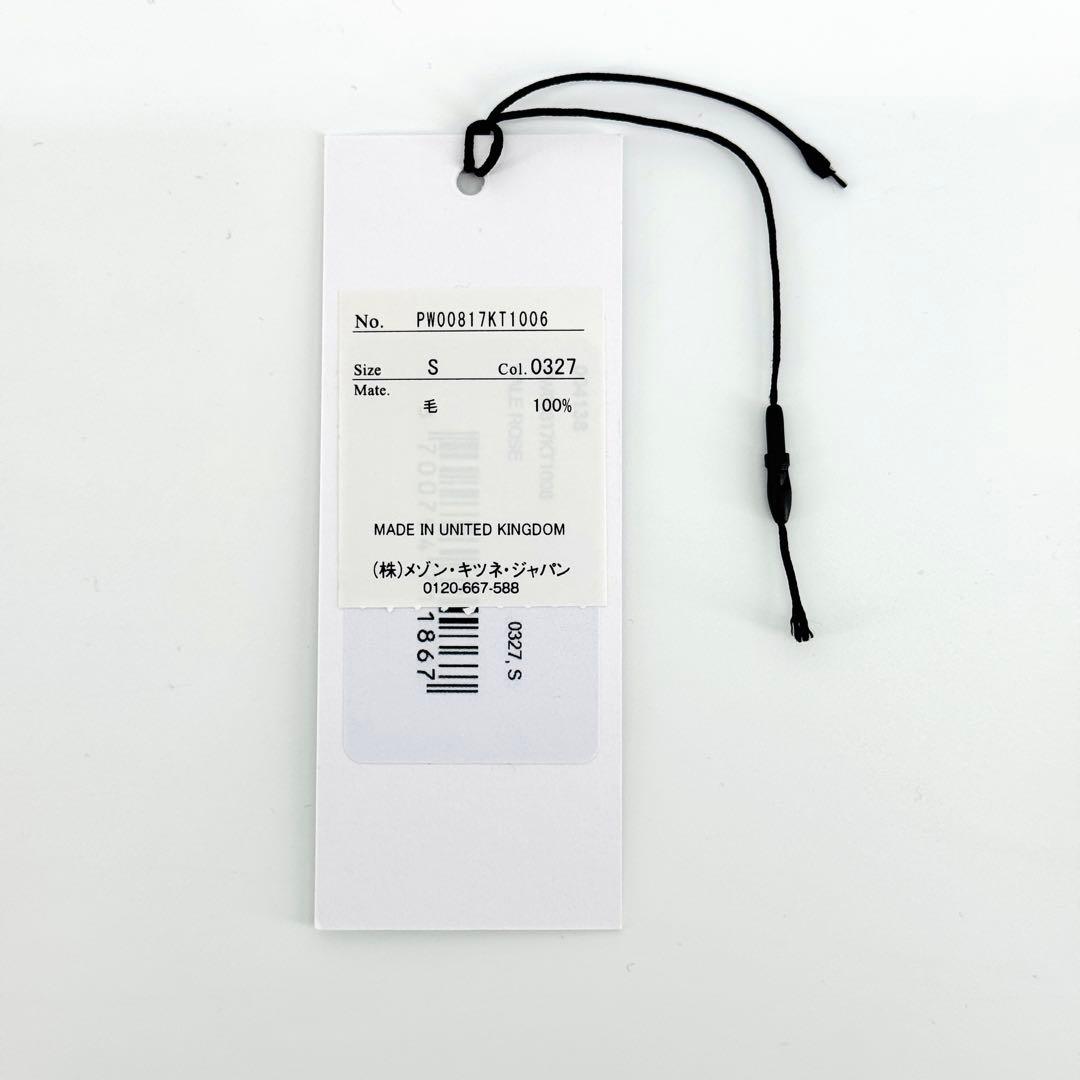 No. PW00817KT1006
Size S Col. 0327
Mate.
毛 100%
MADE IN UNITED KINGDOM
(株)メゾン・キツネ・ジャパン
0120-667-588
1867
0327, S